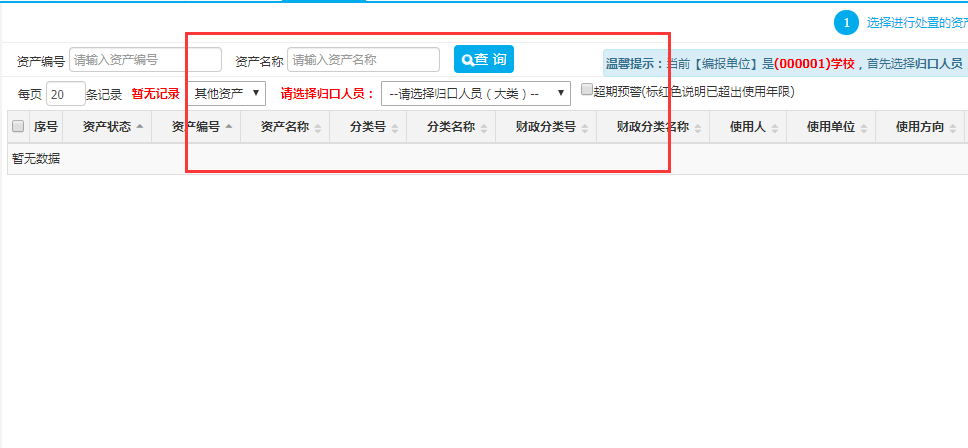 1 选择进行处置的资产
资产编号 请输入资产编号 资产名称 请输入资产名称 查 询 温馨提示：当前【编报单位】是(000001)学校，首先选择归口人员
每页 20 条记录 暂无记录 其他资产 请选择归口人员： --请选择归口人员（大类）-- 超期预警(标红色说明已超出使用年限)
序号 资产状态 资产编号 资产名称 分类号 分类名称 财政分类号 财政分类名称 使用人 使用单位 使用方向
暂无数据